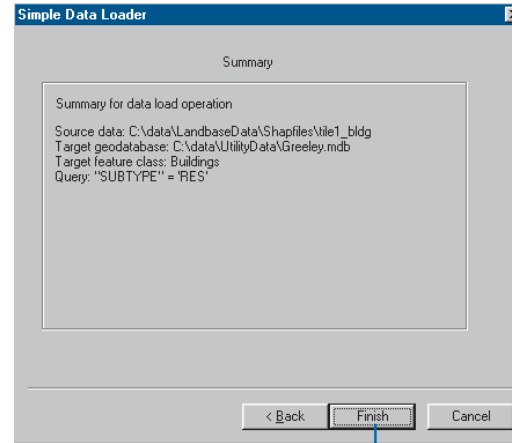 Simple Data Loader
Summary
Summary for data load operation
Source data: C:\data\LandbaseData\Shapfiles\tile1_bldg
Target geodatabase: C:\data\UtilityData\Greeley.mdb
Target feature class: Buildings
Query: "SUBTYPE" = 'RES'
< Back Finish Cancel